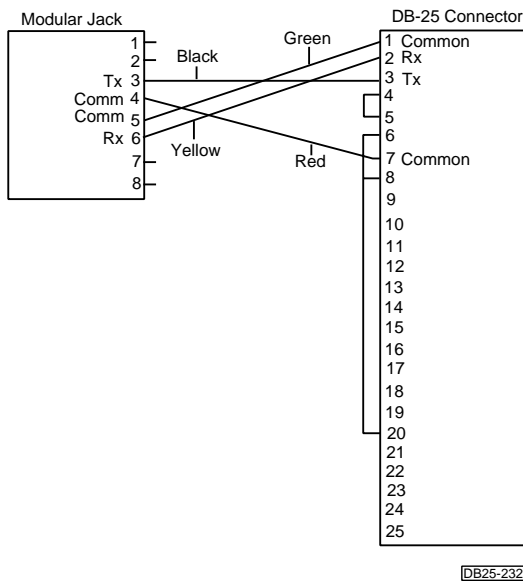 Modular Jack
DB-25 Connector
Black
Green
Yellow
Red
1
2
Tx 3
Comm 4
Comm 5
Rx 6
7
8
1 Common
2 Rx
3 Tx
4
5
6
7 Common
8
9
10
11
12
13
14
15
16
17
18
19
20
21
22
23
24
25
DB25-232